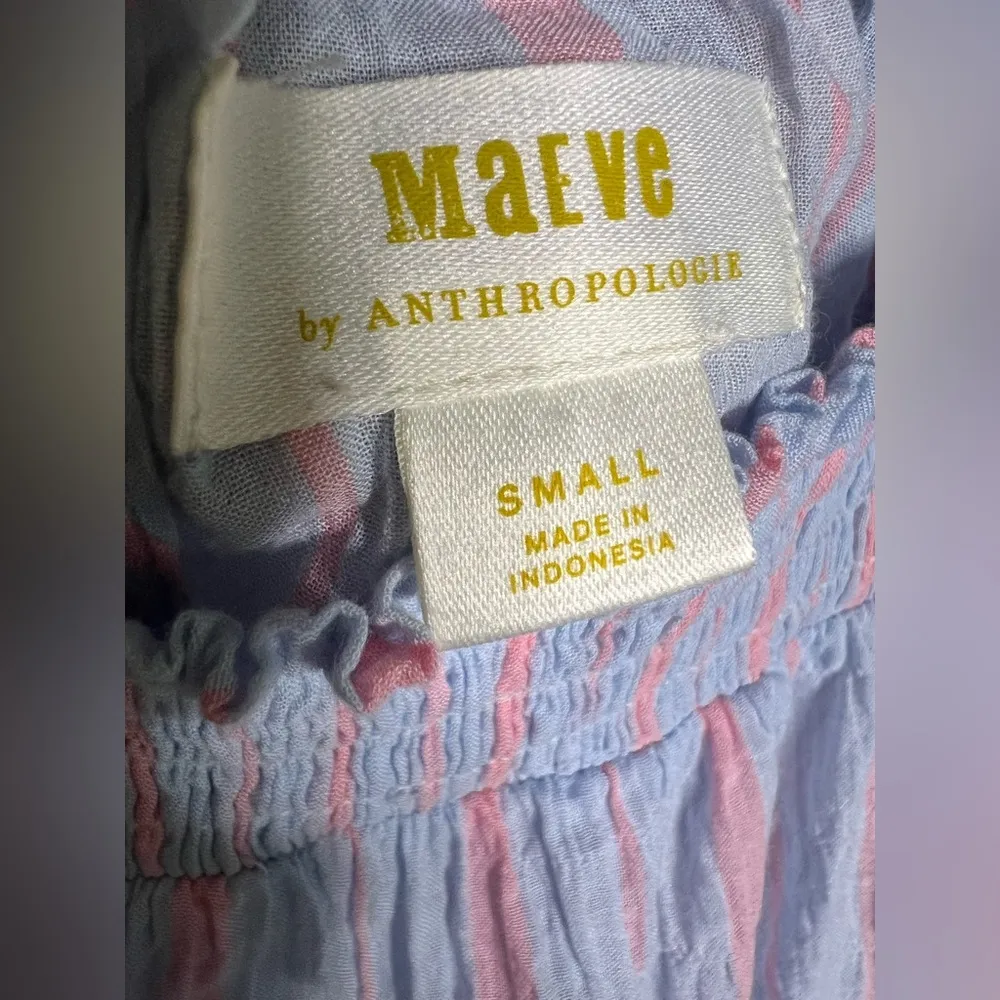 MaEve
by ANTHROPOLOGIE
SMALL
MADE IN
INDONESIA